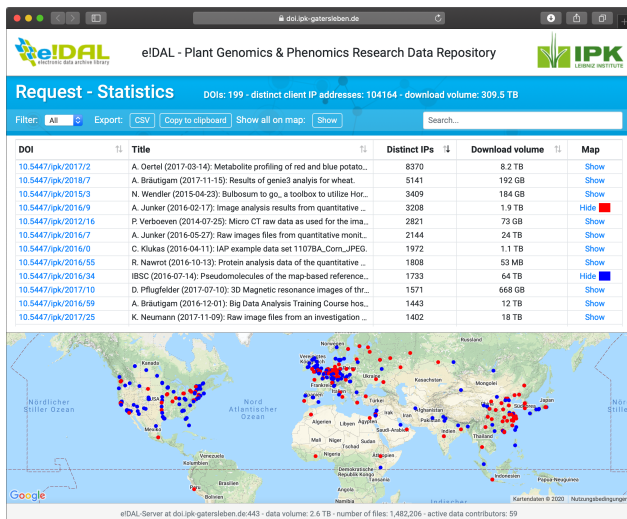 doi.ipk-gatersleben.de
e!DAL
electronic data archive library
e!DAL - Plant Genomics & Phenomics Research Data Repository
IPK
LEIBNIZ INSTITUTE
Request - Statistics
DOIs: 199 - distinct client IP addresses: 104164 - download volume: 309.5 TB
Filter: All Export: CSV Copy to clipboard Show all on map: Show Search...
DOI Title Distinct IPs Download volume Map
10.5447/ipk/2017/2 A. Oertel (2017-03-14): Metabolite profiling of red and blue potato... 8370 8.2 TB Show
10.5447/ipk/2018/7 A. Bräutigam (2017-11-15): Results of genie3 analyis for wheat. 5141 192 GB Show
10.5447/ipk/2015/3 N. Wendler (2015-04-23): Bulbosum to go_ a toolbox to utilize Hor... 3409 184 GB Show
10.5447/ipk/2016/9 A. Junker (2016-02-17): Image analysis results from quantitative ... 3208 1.9 TB Hide
10.5447/ipk/2012/16 P. Verboeven (2014-07-25): Micro CT raw data as used for the ima... 2821 73 GB Show
10.5447/ipk/2016/7 A. Junker (2016-05-27): Raw images files from quantitative monit... 2144 24 TB Show
10.5447/ipk/2016/0 C. Klukas (2016-04-11): IAP example data set 1107BA_Corn_JPEG. 1972 1.1 TB Show
10.5447/ipk/2016/55 R. Nawrot (2016-10-13): Protein analysis data of the quantitative ... 1808 53 MB Show
10.5447/ipk/2016/34 IBSC (2016-07-14): Pseudomolecules of the map-based reference... 1733 64 TB Hide
10.5447/ipk/2017/10 D. Pflugfelder (2017-07-10): 3D Magnetic resonance images of thr... 1571 668 GB Show
10.5447/ipk/2016/59 A. Bräutigam (2016-12-01): Big Data Analysis Training Course hos... 1443 12 TB Show
10.5447/ipk/2017/25 K. Neumann (2017-11-09): Raw image files from an investigation ... 1402 18 TB Show
Russland
Norwegen
Kanada
Vereinigtes
Ukraine
Kasachstan
Mongolei
Frankreich
Italien
Nördlicher
Stiller Ozean
USA
Nord
Atlantischer
Ozean
Türkei
Japan
Irak
Iran
Afghanistan
Pakistan
Algerien
Libyen
Ägypten
Saudi-Arabien
Mexiko
Indien
Thailand
Mali
Niger
Tschad
Sudan
Nigeria
Äthiopien
Venezuela
Kolumbien
Demokratische
Republik Kongo
Tansania
Indonesien
Papua-Neuguinea
Peru
Brasilien
Bolivien
Angola
Namibia
Indischer
Google
Kartendaten © 2020 Nutzungsbedingungen
e!DAL-Server at doi.ipk-gatersleben.de:443 - data volume: 2.6 TB - number of files: 1,482,206 - active data contributors: 59